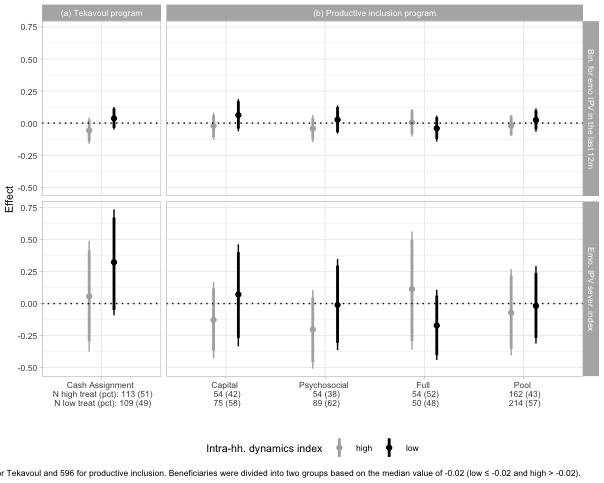 (a) Tekavoul program
(b) Productive inclusion program
0.75
0.50
0.25
0.00
-0.25
-0.50
Bin. for emo IPV in the last 12m
Effect
0.75
0.50
0.25
0.00
-0.25
-0.50
Emo. IPV sever. index
Cash Assignment
N high treat (pct): 113 (51)
N low treat (pct): 109 (49)
Capital
54 (42)
75 (58)
Psychosocial
54 (38)
89 (62)
Full
54 (52)
50 (48)
Pool
162 (43)
214 (57)
Intra-hh. dynamics index
high
low
or Tekavoul and 596 for productive inclusion. Beneficiaries were divided into two groups based on the median value of -0.02 (low ≤ -0.02 and high > -0.02).